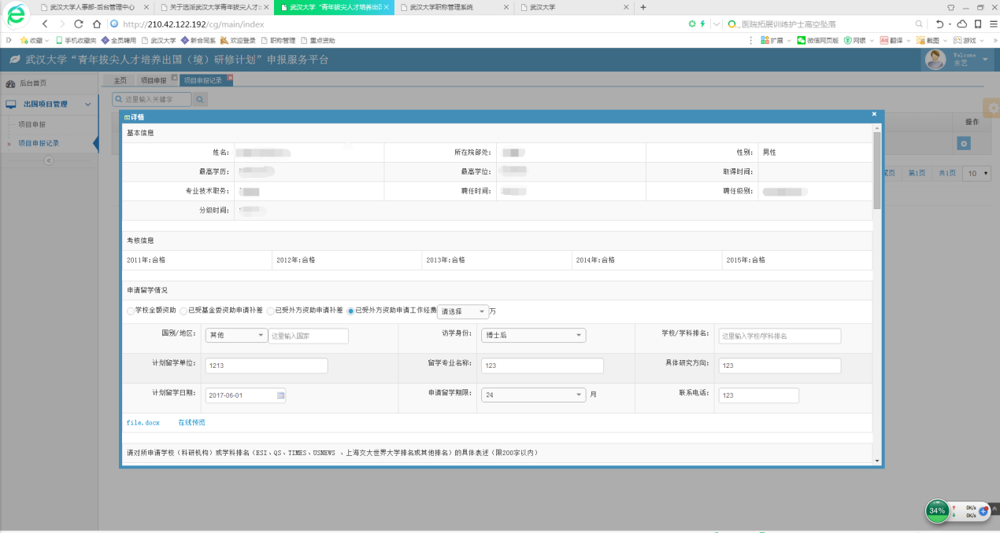 武汉大学人事部-后台管理中心 关于选派武汉大学青年拔尖人才 武汉大学 "青年拔尖人才培养出国 武汉大学职称管理系统 武汉大学
http://210.42.122.192/cg/main/index 医院拓展训练护士高空坠落
收藏 手机收藏夹 全员聘用 武汉大学 新合同系 欢迎登录 职称管理 重点资助 扩展 微信网页版 网银 翻译 截图 游戏
武汉大学“青年拔尖人才培养出国（境）研修计划”申报服务平台 Welcome
余艺
后台首页 主页 项目申报 项目申报记录
出国项目管理 这里输入关键字
项目申报
项目申报记录
操作
尾页 第1页 共1页 10
详情
基本信息
姓名: 所在院部处: 性别: 男性
最高学历: 最高学位: 取得时间:
专业技术职务: 聘任时间: 聘任级别:
分级时间:
考核信息
2011年:合格 2012年:合格 2013年:合格 2014年:合格 2015年:合格
申请留学情况
学校全额资助 已受基金委资助申请补差 已受外方资助申请补差 已受外方资助申请工作经费 请选择 万
国别/地区: 其他 这里输入国家 访学身份: 博士后 学校/学科排名: 这里输入学校/学科排名
计划留学单位: 1213 留学专业名称: 123 具体研究方向: 123
计划留学日期: 2017-06-01 申请留学期限: 24 月 联系电话: 123
file.docx 在线预览
请对所申请学校（科研机构）或学科排名（ESI、QS、TIMES、USNEWS 、上海交大世界大学排名或其他排名）的具体表述（限200字以内）
34% 0K/s
0K/s